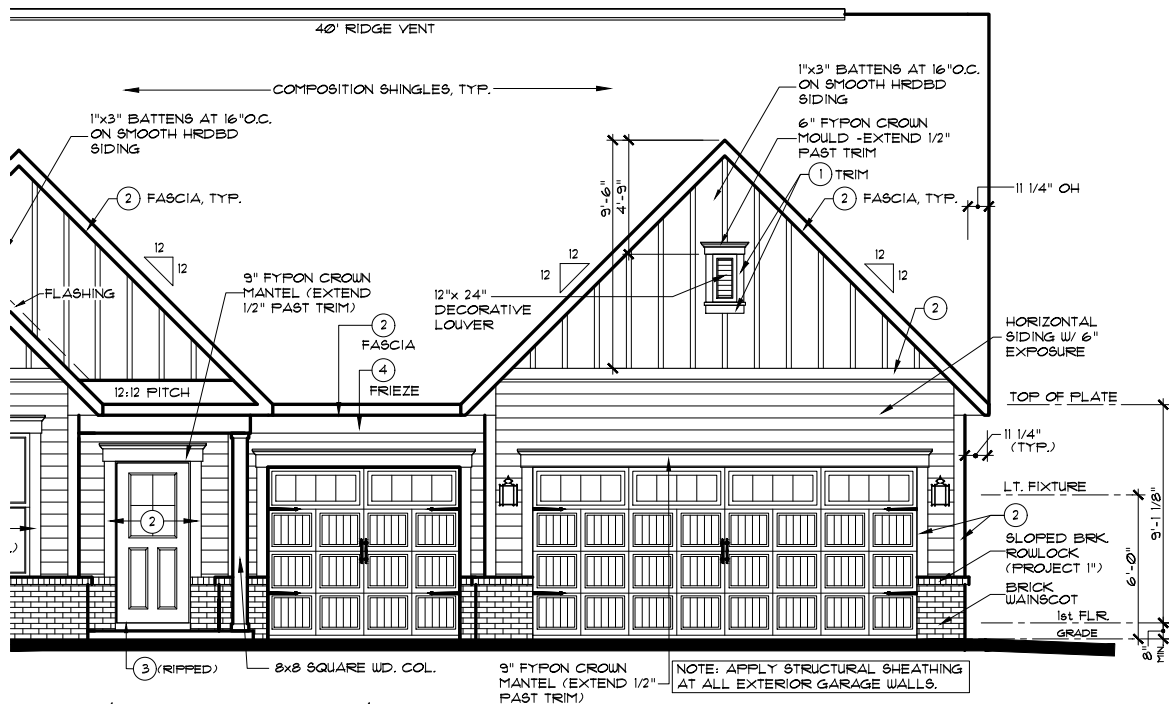 40' RIDGE VENT
COMPOSITION SHINGLES, TYP.
1"x3" BATTENS AT 16"O.C.
ON SMOOTH HRDBD
SIDING
1"x3" BATTENS AT 16"O.C.
ON SMOOTH HRDBD
SIDING
6" FYPON CROWN
MOULD -EXTEND 1/2"
PAST TRIM
1 TRIM
2 FASCIA, TYP.
2 FASCIA, TYP.
11 1/4" OH
9'-6"
4'-9"
12
12
12
12
12
12
FLASHING
9" FYPON CROWN
MANTEL (EXTEND
1/2" PAST TRIM)
12"x 24"
DECORATIVE
LOUVER
2
FASCIA
4
FRIEZE
2
HORIZONTAL
SIDING W/ 6"
EXPOSURE
12:12 PITCH
TOP OF PLATE
11 1/4"
(TYP.)
LT. FIXTURE
2
2
SLOPED BRK.
ROWLOCK
(PROJECT 1")
BRICK
WAINSCOT
1st FLR.
GRADE
6'-0"
9'-1 1/8"
8"
MIN.
3 (RIPPED)
8x8 SQUARE WD. COL.
9" FYPON CROWN
MANTEL (EXTEND 1/2"
PAST TRIM)
NOTE: APPLY STRUCTURAL SHEATHING
AT ALL EXTERIOR GARAGE WALLS.